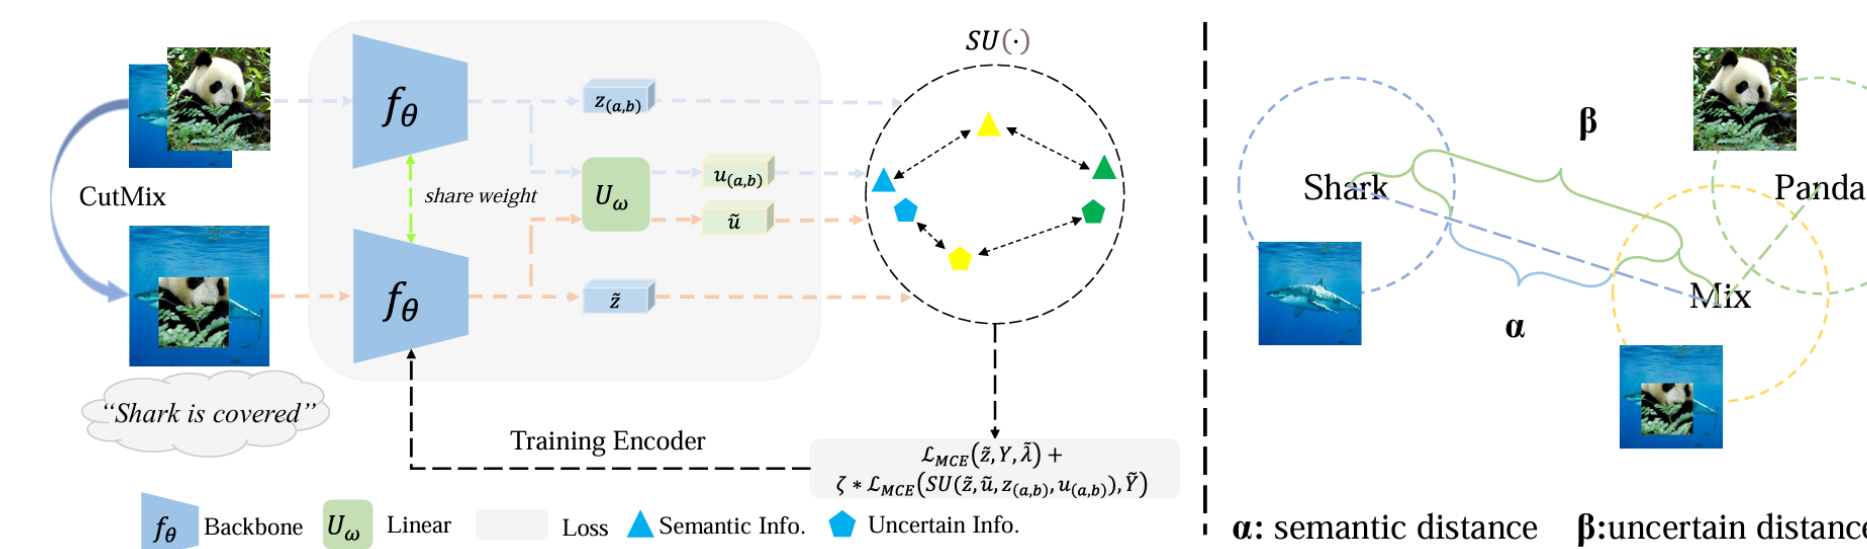 SU(·)
CutMix
f_θ
z_(a,b)
share weight
U_ω
u_(a,b)
ũ
f_θ
z̃
"Shark is covered"
Training Encoder
ℒ_MCE(z̃, Y, λ̃) +
ζ * ℒ_MCE(SU(z̃, ũ, z_(a,b), u_(a,b)), Ỹ)
f_θ Backbone U_ω Linear Loss Semantic Info. Uncertain Info.
β
Shark
Panda
Mix
α
α: semantic distance β:uncertain distance